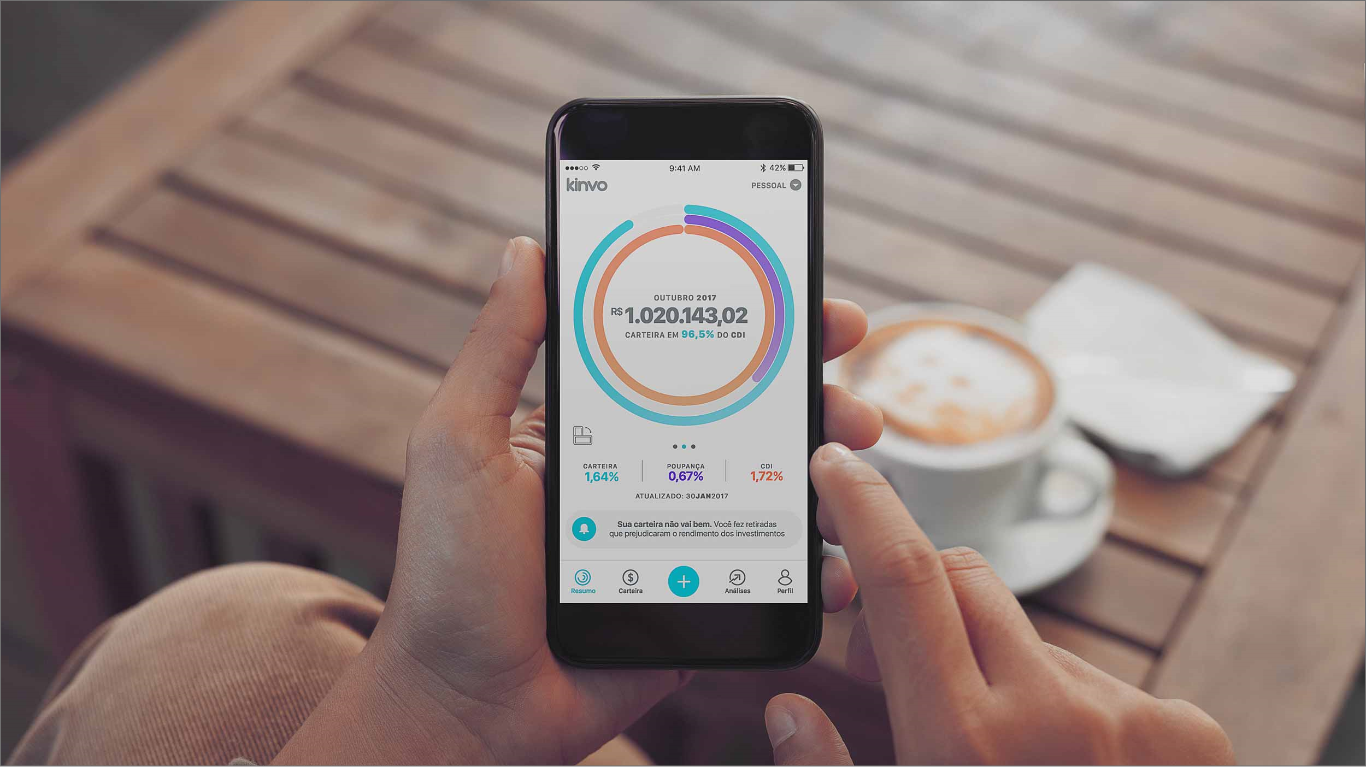 9:41 AM
42%
kinvo
PESSOAL
OUTUBRO 2017
R$1.020.143,02
CARTEIRA EM 96,5% DO CDI
CARTEIRA
1,64%
POUPANÇA
0,67%
CDI
1,72%
ATUALIZADO: 30JAN2017
Sua carteira não vai bem. Você fez retiradas
que prejudicaram o rendimento dos investimentos
Resumo
Carteira
Análises
Perfil